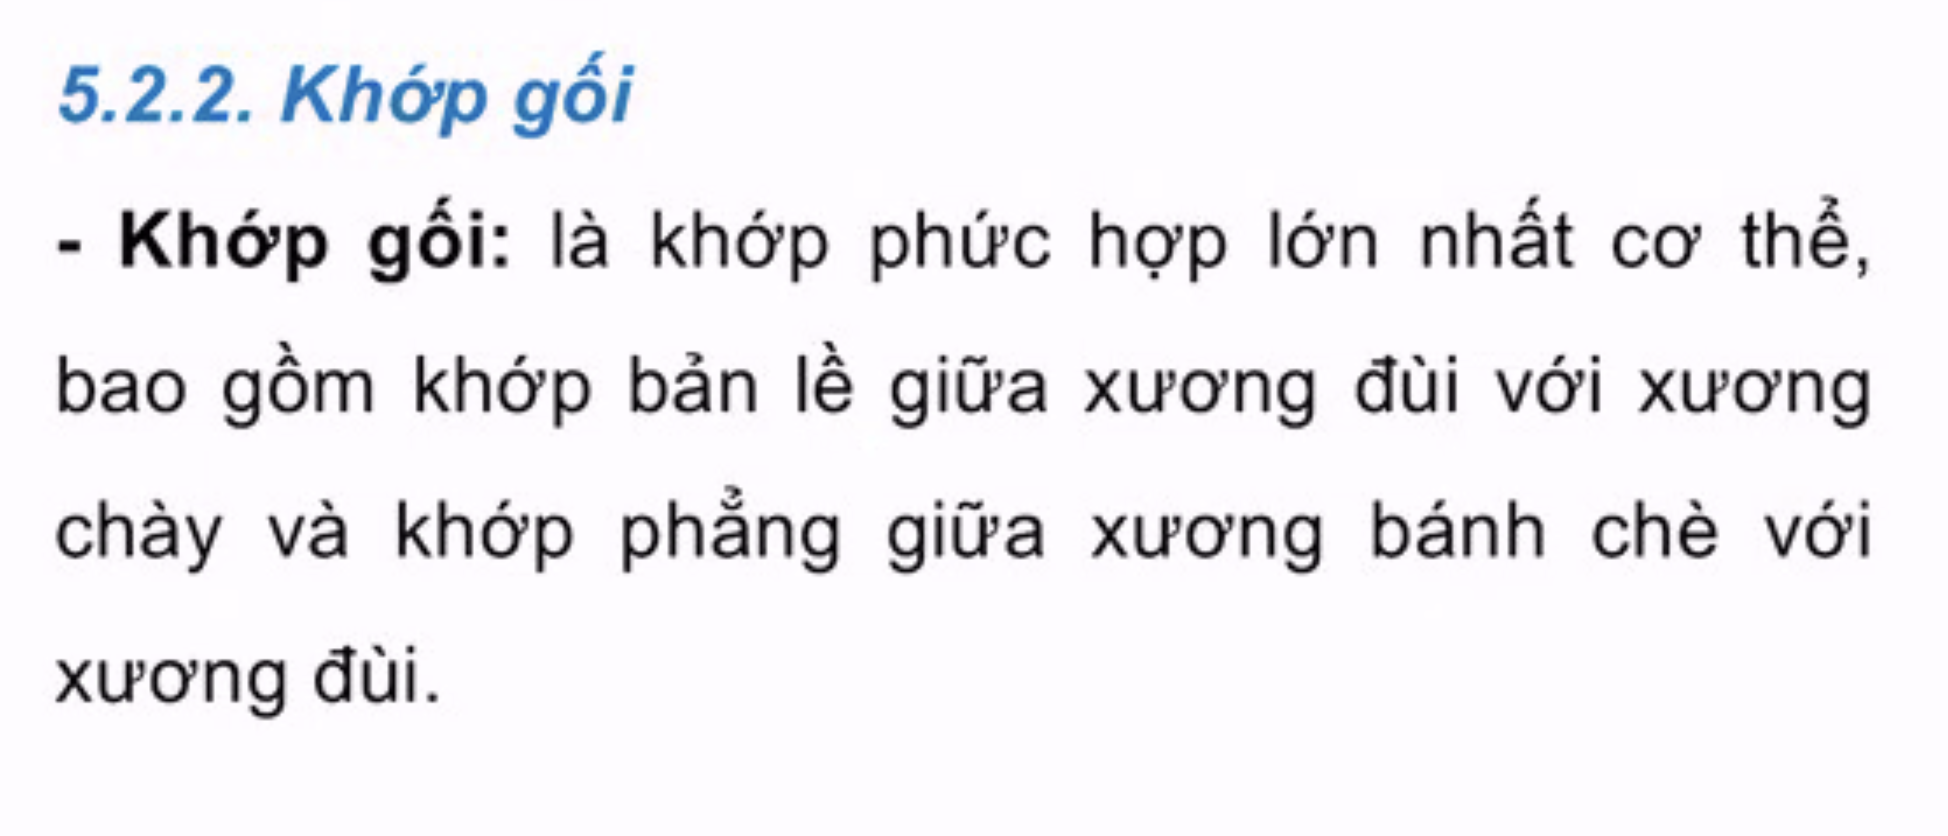 5.2.2. Khớp gối
- Khớp gối: là khớp phức hợp lớn nhất cơ thể,
bao gồm khớp bản lề giữa xương đùi với xương
chày và khớp phẳng giữa xương bánh chè với
xương đùi.